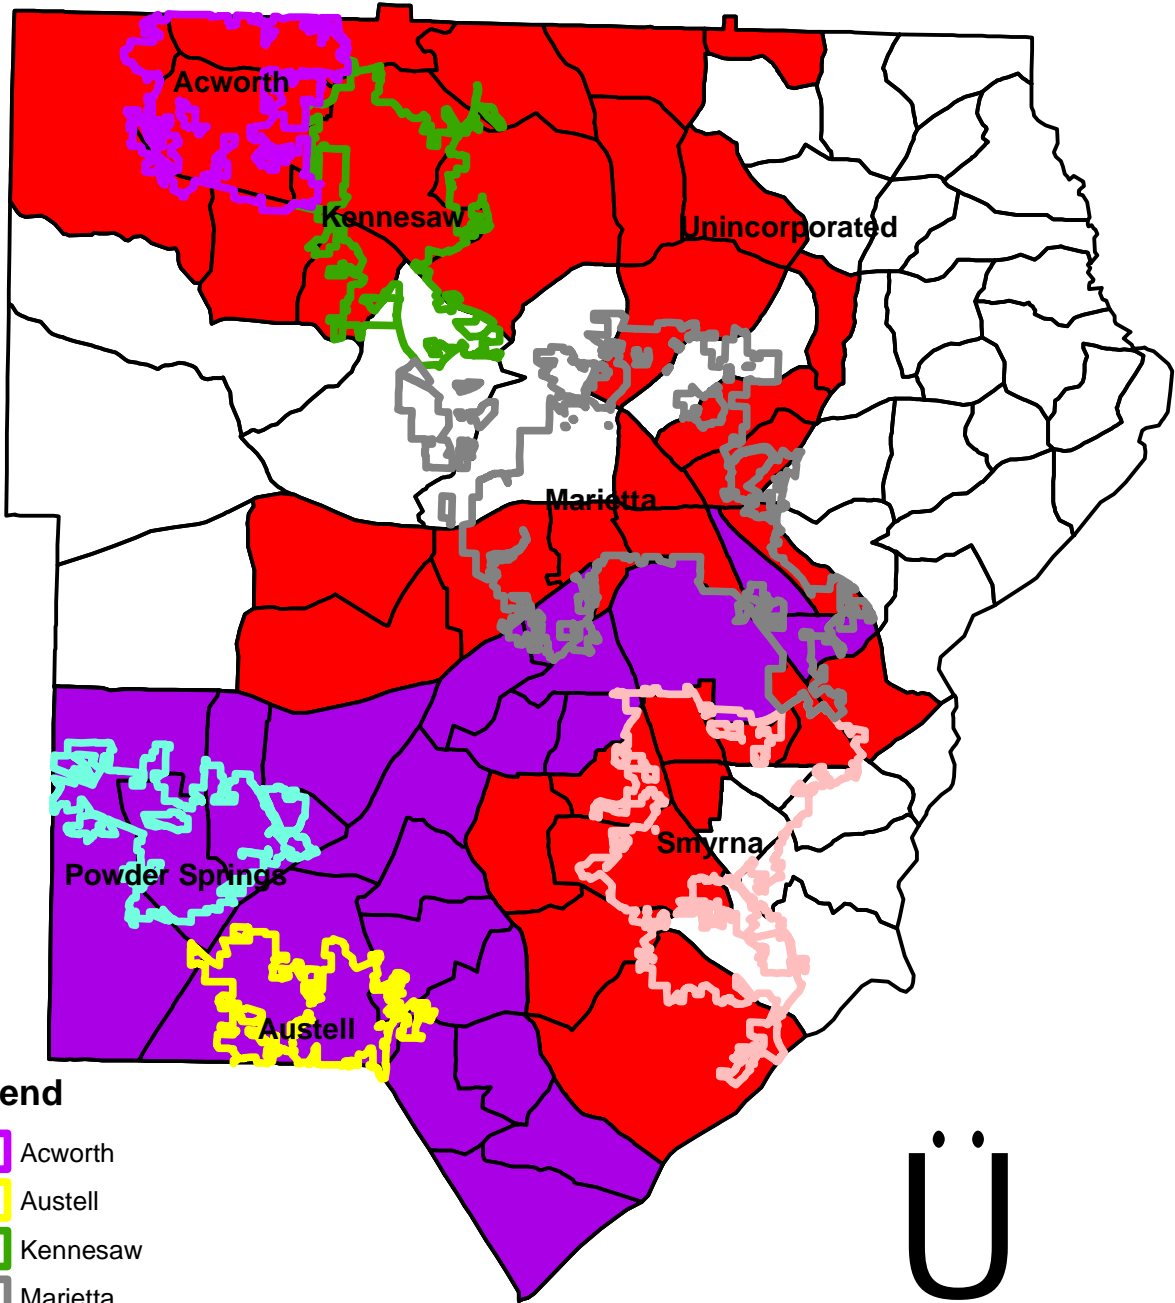 Acworth
Kennesaw
Unincorporated
Marietta
Smyrna
Powder Springs
Austell
end
Acworth
Austell
Kennesaw
Marietta
Ü